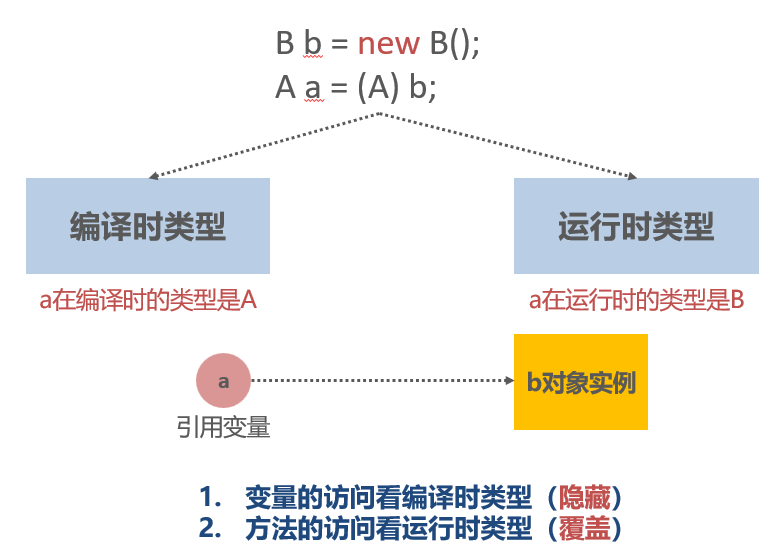 B b = new B();
A a = (A) b;
编译时类型
运行时类型
a在编译时的类型是A
a在运行时的类型是B
a
b对象实例
引用变量
1. 变量的访问看编译时类型（隐藏）
2. 方法的访问看运行时类型（覆盖）